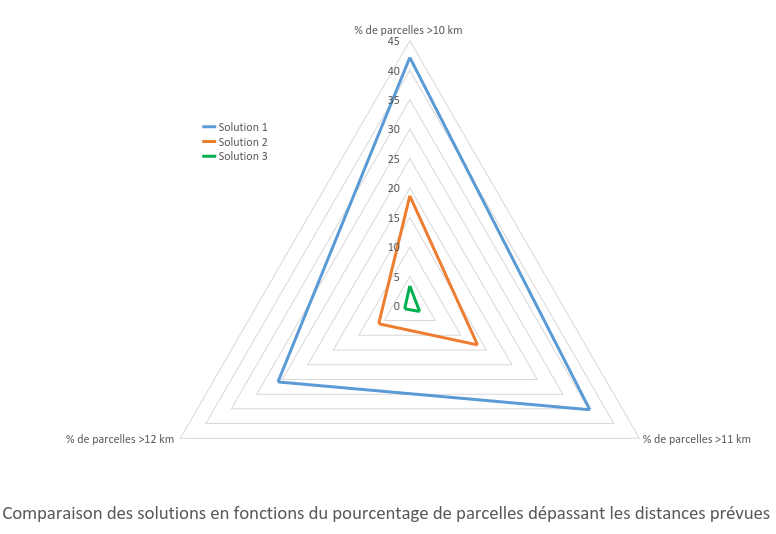 % de parcelles >10 km
45
40
35
30
25
20
15
10
5
0
Solution 1
Solution 2
Solution 3
% de parcelles >12 km
% de parcelles >11 km
Comparaison des solutions en fonctions du pourcentage de parcelles dépassant les distances prévues